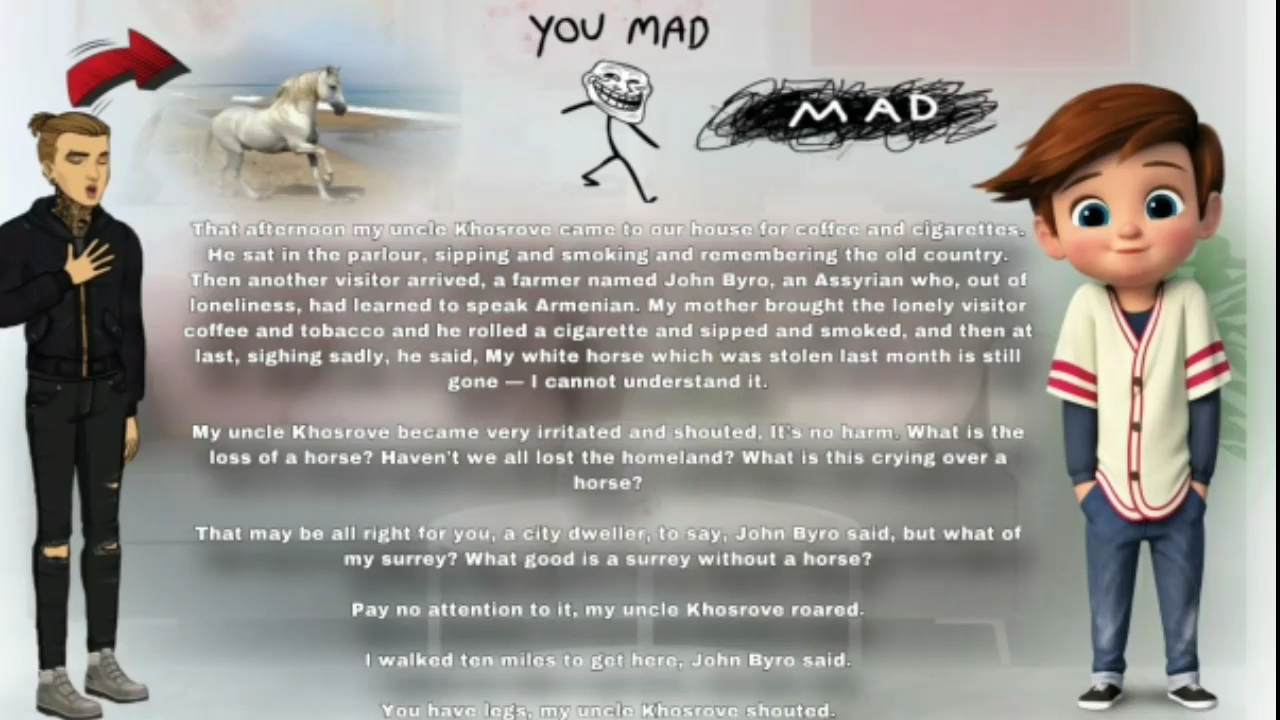 YOU MAD
MAD
That afternoon my uncle Khosrove came to our house for coffee and cigarettes.
He sat in the parlour, sipping and smoking and remembering the old country.
Then another visitor arrived, a farmer named John Byro, an Assyrian who, out of
loneliness, had learned to speak Armenian. My mother brought the lonely visitor
coffee and tobacco and he rolled a cigarette and sipped and smoked, and then at
last, sighing sadly, he said, My white horse which was stolen last month is still
gone — I cannot understand it.
My uncle Khosrove became very irritated and shouted, It's no harm. What is the
loss of a horse? Haven't we all lost the homeland? What is this crying over a
horse?
That may be all right for you, a city dweller, to say, John Byro said, but what of
my surrey? What good is a surrey without a horse?
Pay no attention to it, my uncle Khosrove roared.
I walked ten miles to get here, John Byro said.
You have legs, my uncle Khosrove shouted.